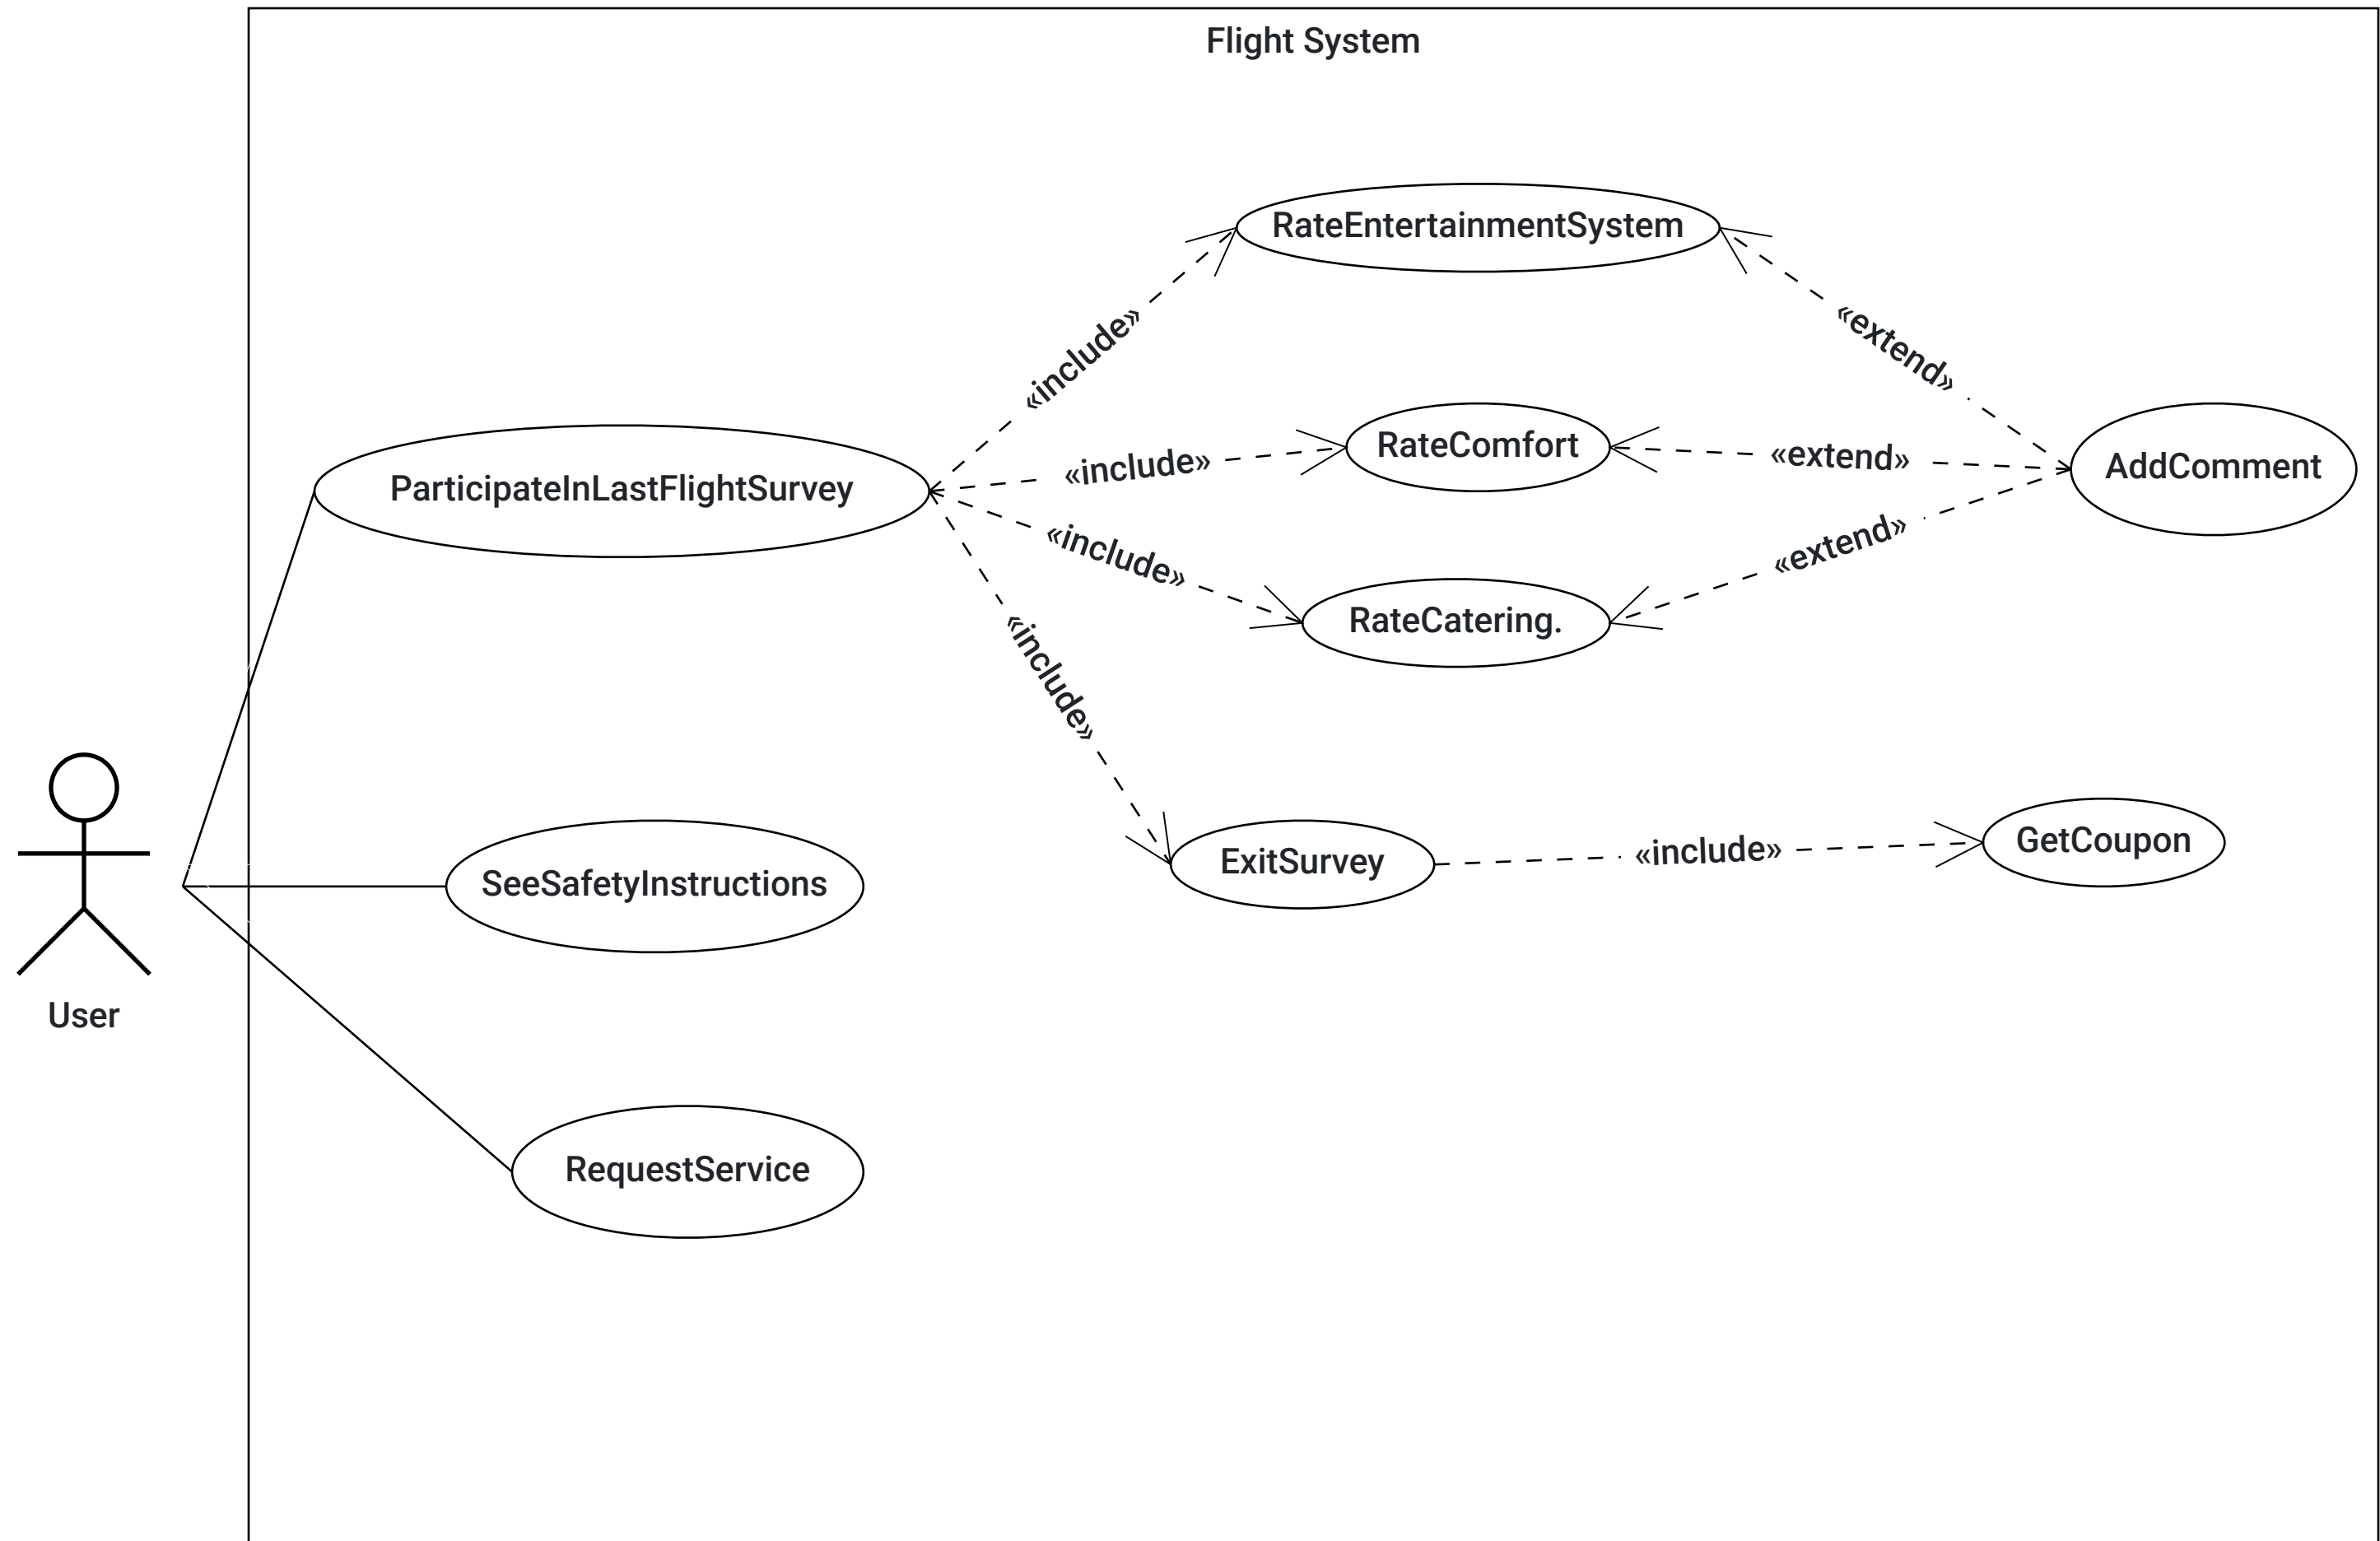 Flight System
RateEntertainmentSystem
«include»
«extend»
ParticipateInLastFlightSurvey
«include»
RateComfort
«extend»
AddComment
«include»
«extend»
RateCatering.
«include»
SeeSafetyInstructions
ExitSurvey
«include»
GetCoupon
User
RequestService